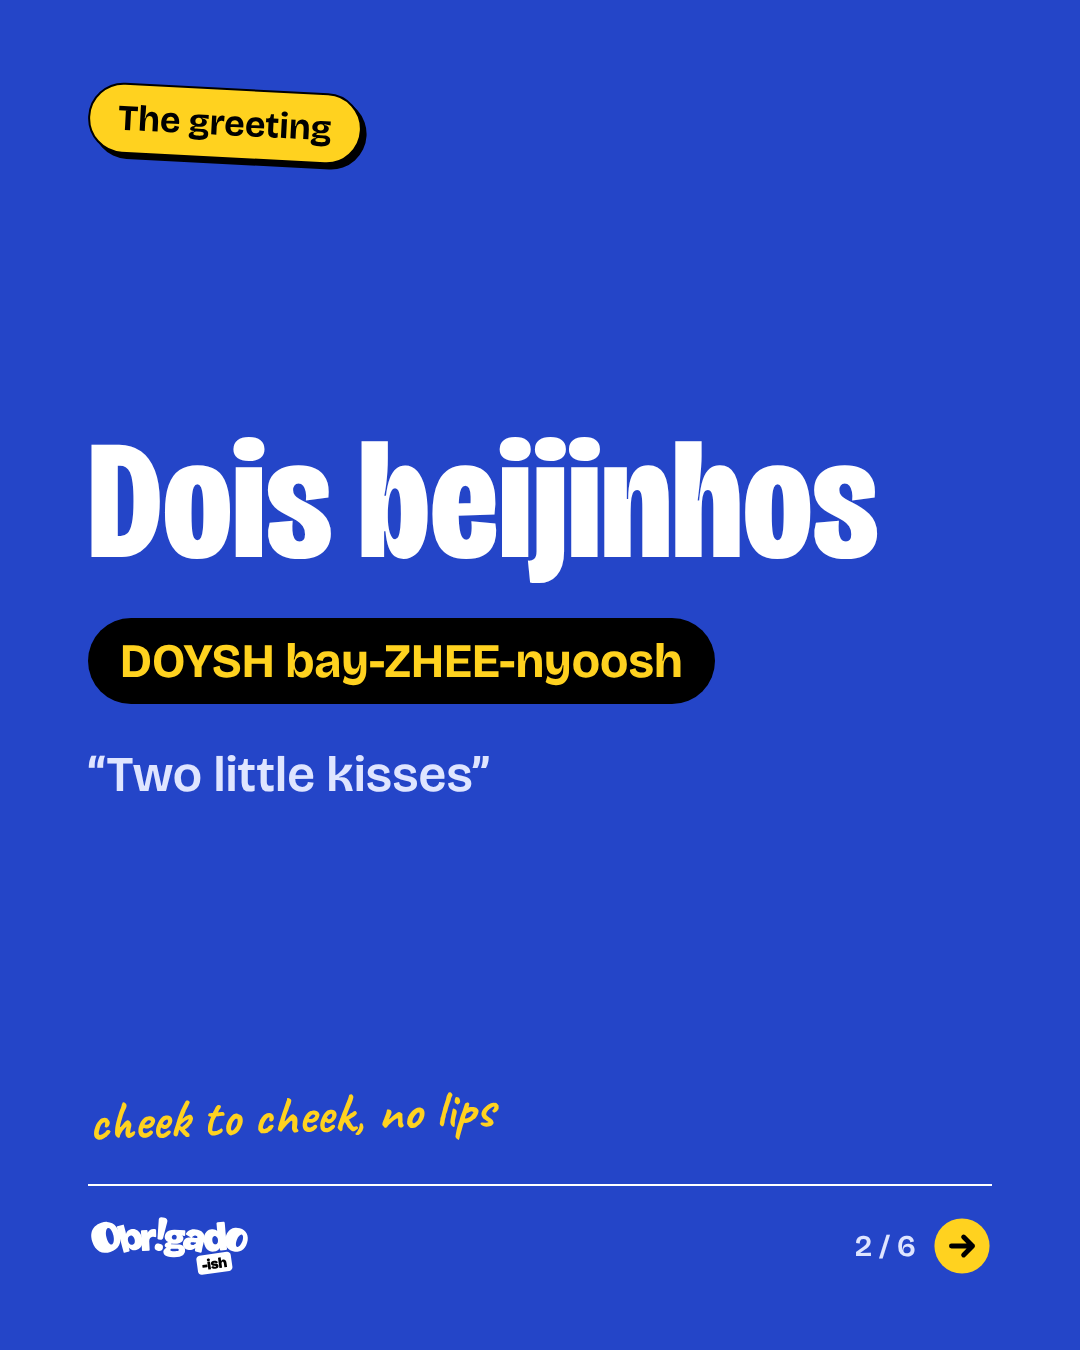 The greeting
Dois beijinhos
DOYSH bay-ZHEE-nyoosh
“Two little kisses”
cheek to cheek, no lips
Obr!gado
-ish
2 / 6